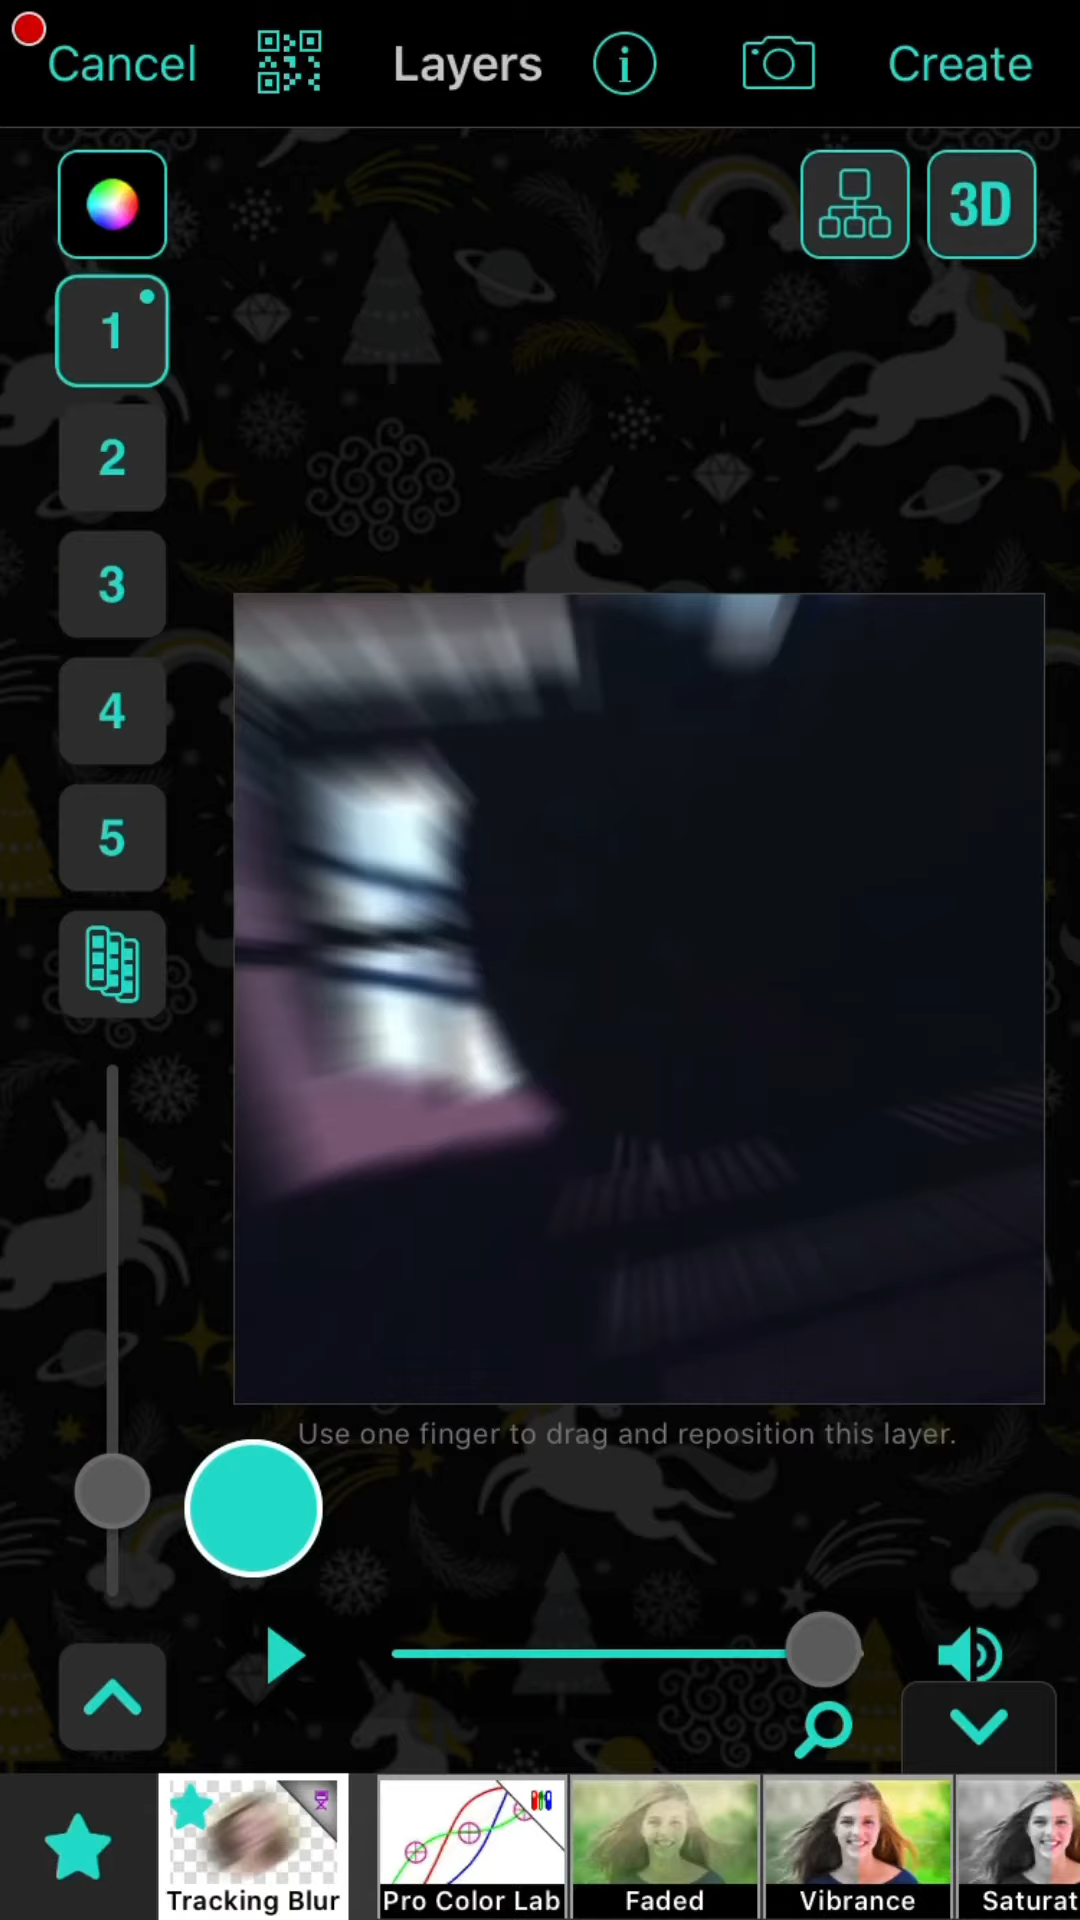 Cancel
Layers
Create
3D
1
2
3
4
5
Use one finger to drag and reposition this layer.
Tracking Blur
Pro Color Lab
Faded
Vibrance
Saturat